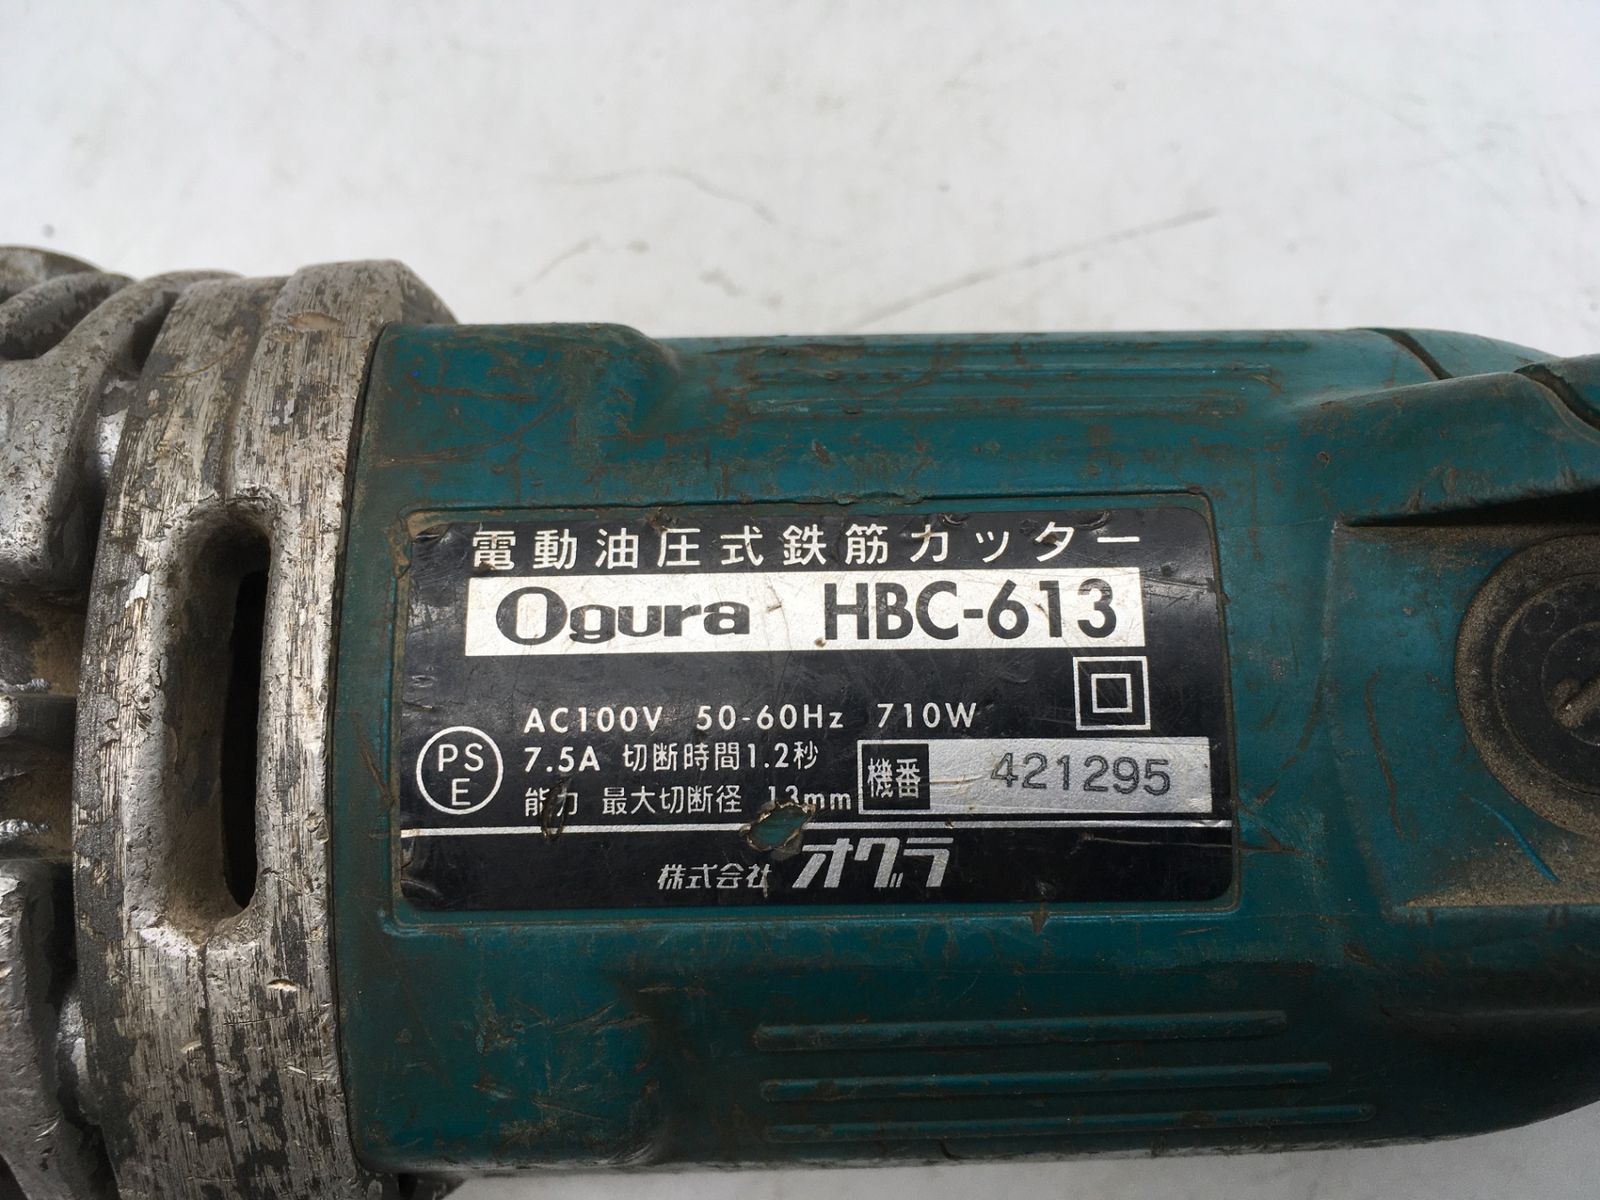 電動油圧式鉄筋カッター
Ogura HBC-613
AC100V 50-60Hz 710W
PS
E
7.5A 切断時間1.2秒
能力 最大切断径 13mm
機番 421295
株式会社 オグラ